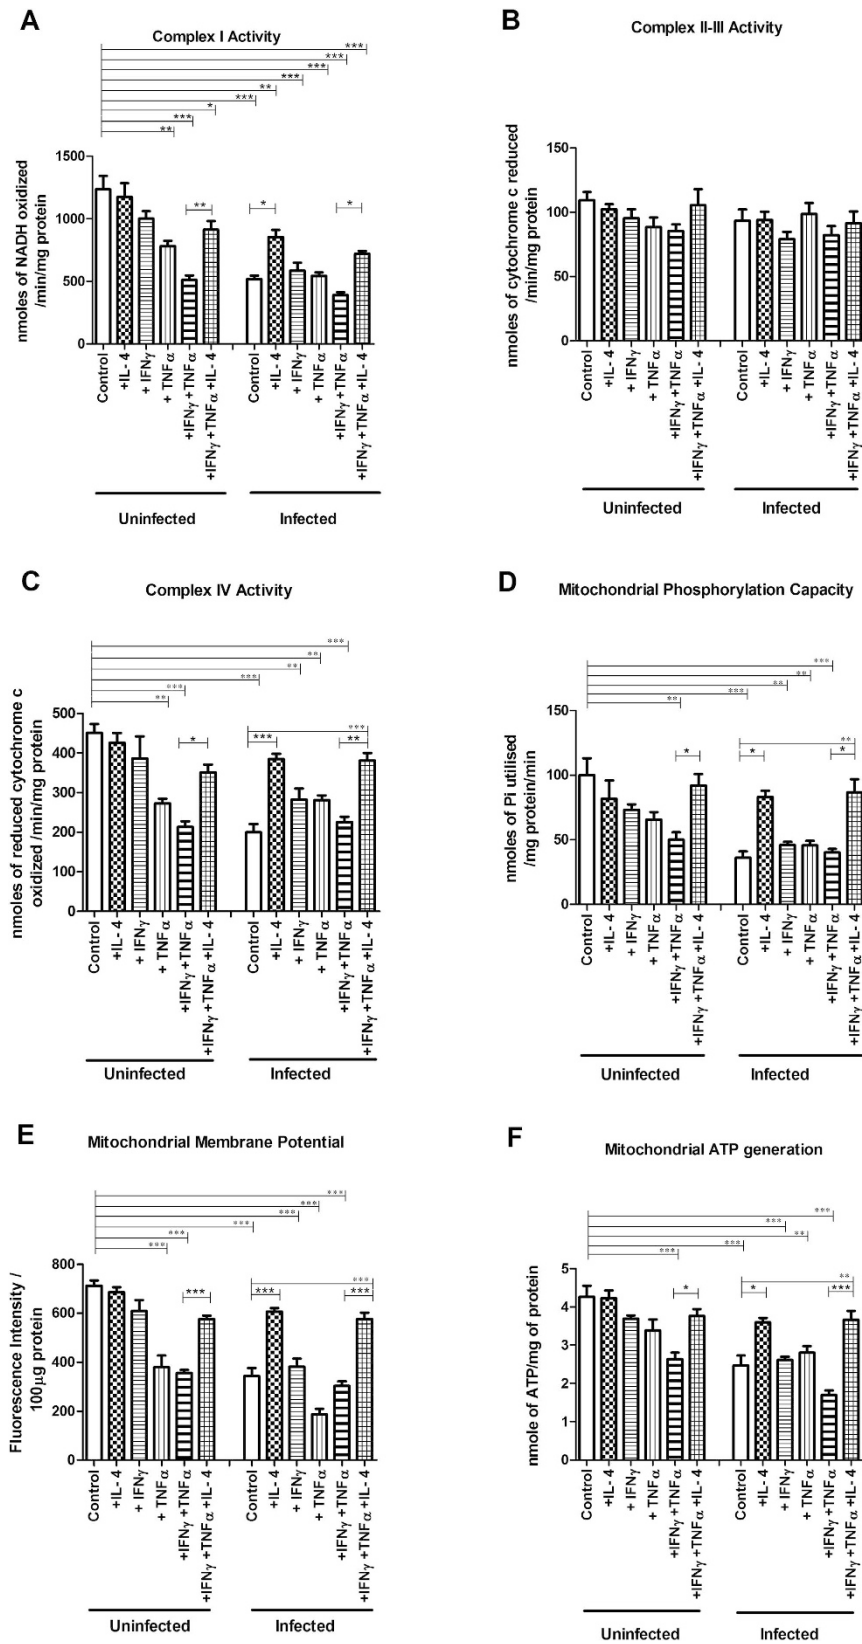 A
Complex I Activity
***
***
***
***
**
***
*
***
**
nmoles of NADH oxidized
/min/mg protein
1500
1000
500
0
**
*
*
Control
+IL- 4
+ IFNγ
+ TNFα
+IFNγ +TNFα
+IFNγ +TNFα +IL- 4
Control
+IL- 4
+ IFNγ
+ TNFα
+IFNγ +TNFα
+IFNγ +TNFα +IL- 4
Uninfected
Infected
B
Complex II-III Activity
nmoles of cytochrome c reduced
/min/mg protein
150
100
50
0
Control
+IL- 4
+ IFNγ
+ TNFα
+IFNγ +TNFα
+IFNγ +TNFα +IL- 4
Control
+IL- 4
+ IFNγ
+ TNFα
+IFNγ +TNFα
+IFNγ +TNFα +IL- 4
Uninfected
Infected
C
Complex IV Activity
***
**
**
***
***
**
nmoles of reduced cytochrome c
oxidized /min/mg protein
500
400
300
200
100
0
*
***
***
**
Control
+IL- 4
+ IFNγ
+ TNFα
+IFNγ +TNFα
+IFNγ +TNFα +IL- 4
Control
+IL- 4
+ IFNγ
+ TNFα
+IFNγ +TNFα
+IFNγ +TNFα +IL- 4
Uninfected
Infected
D
Mitochondrial Phosphorylation Capacity
***
**
**
***
**
nmoles of Pi utilised
/mg protein/min
150
100
50
0
*
**
*
*
Control
+IL- 4
+ IFNγ
+ TNFα
+IFNγ +TNFα
+IFNγ +TNFα +IL- 4
Control
+IL- 4
+ IFNγ
+ TNFα
+IFNγ +TNFα
+IFNγ +TNFα +IL- 4
Uninfected
Infected
E
Mitochondrial Membrane Potential
***
***
***
***
***
***
Fluorescence Intensity /
100µg protein
800
600
400
200
0
***
***
***
***
Control
+IL- 4
+ IFNγ
+ TNFα
+IFNγ +TNFα
+IFNγ +TNFα +IL- 4
Control
+IL- 4
+ IFNγ
+ TNFα
+IFNγ +TNFα
+IFNγ +TNFα +IL- 4
Uninfected
Infected
F
Mitochondrial ATP generation
***
***
**
***
***
nmole of ATP/mg of protein
5
4
3
2
1
0
*
**
*
***
Control
+IL- 4
+ IFNγ
+ TNFα
+IFNγ +TNFα
+IFNγ +TNFα +IL- 4
Control
+IL- 4
+ IFNγ
+ TNFα
+IFNγ +TNFα
+IFNγ +TNFα +IL- 4
Uninfected
Infected